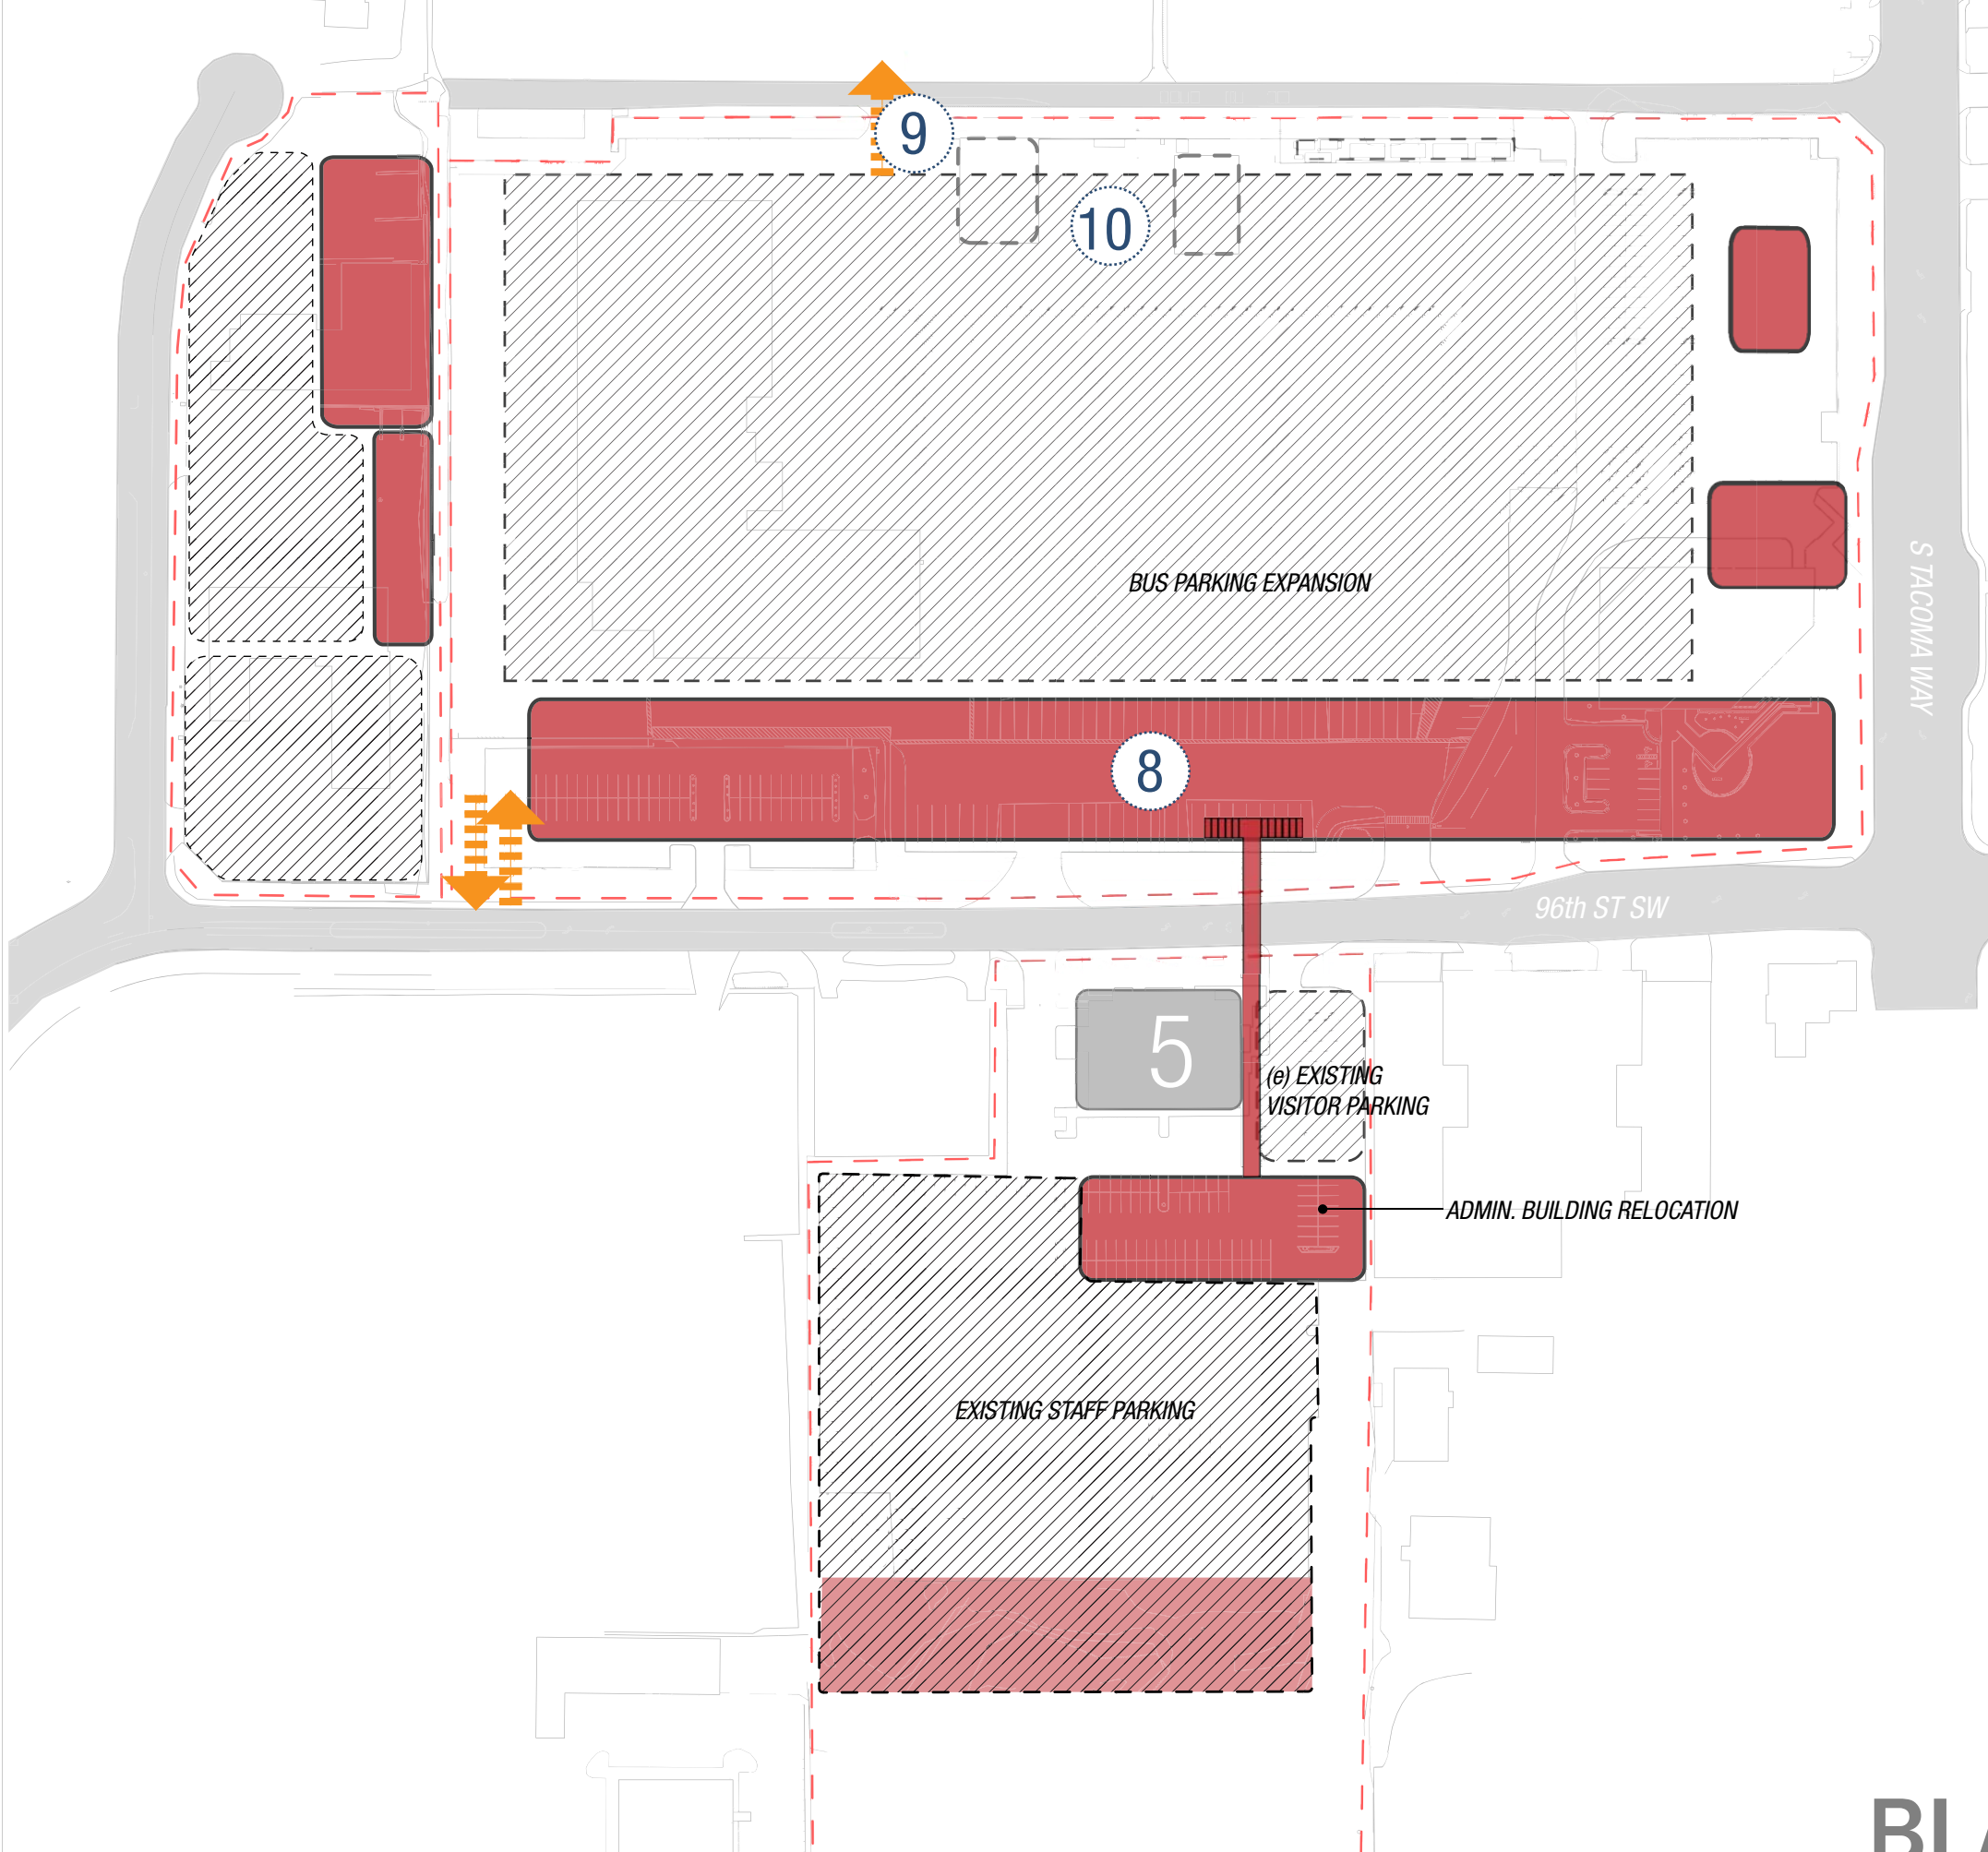 9
10
BUS PARKING EXPANSION
S TACOMA WAY
8
96th ST SW
5
(e) EXISTING
VISITOR PARKING
ADMIN. BUILDING RELOCATION
EXISTING STAFF PARKING